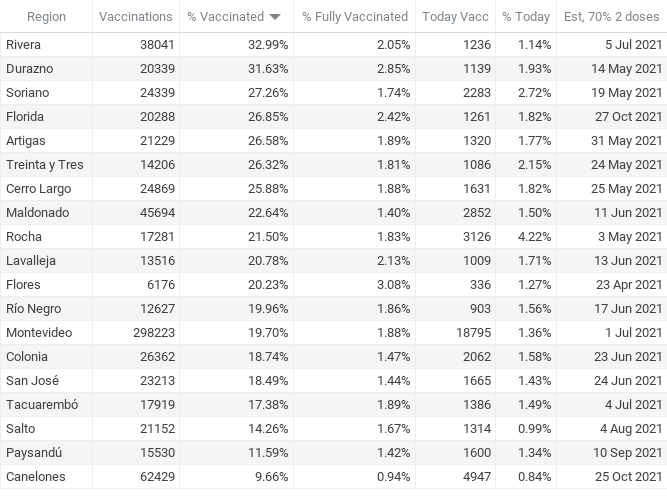 Region Vaccinations % Vaccinated % Fully Vaccinated Today Vacc % Today Est, 70% 2 doses
Rivera 38041 32.99% 2.05% 1236 1.14% 5 Jul 2021
Durazno 20339 31.63% 2.85% 1139 1.93% 14 May 2021
Soriano 24339 27.26% 1.74% 2283 2.72% 19 May 2021
Florida 20288 26.85% 2.42% 1261 1.82% 27 Oct 2021
Artigas 21229 26.58% 1.89% 1320 1.77% 31 May 2021
Treinta y Tres 14206 26.32% 1.81% 1086 2.15% 24 May 2021
Cerro Largo 24869 25.88% 1.88% 1631 1.82% 25 May 2021
Maldonado 45694 22.64% 1.40% 2852 1.50% 11 Jun 2021
Rocha 17281 21.50% 1.83% 3126 4.22% 3 May 2021
Lavalleja 13516 20.78% 2.13% 1009 1.71% 13 Jun 2021
Flores 6176 20.23% 3.08% 336 1.27% 23 Apr 2021
Río Negro 12627 19.96% 1.86% 903 1.56% 17 Jun 2021
Montevideo 298223 19.70% 1.88% 18795 1.36% 1 Jul 2021
Colonia 26362 18.74% 1.47% 2062 1.58% 23 Jun 2021
San José 23213 18.49% 1.44% 1665 1.43% 24 Jun 2021
Tacuarembó 17919 17.38% 1.89% 1386 1.49% 4 Jul 2021
Salto 21152 14.26% 1.67% 1314 0.99% 4 Aug 2021
Paysandú 15530 11.59% 1.42% 1600 1.34% 10 Sep 2021
Canelones 62429 9.66% 0.94% 4947 0.84% 25 Oct 2021